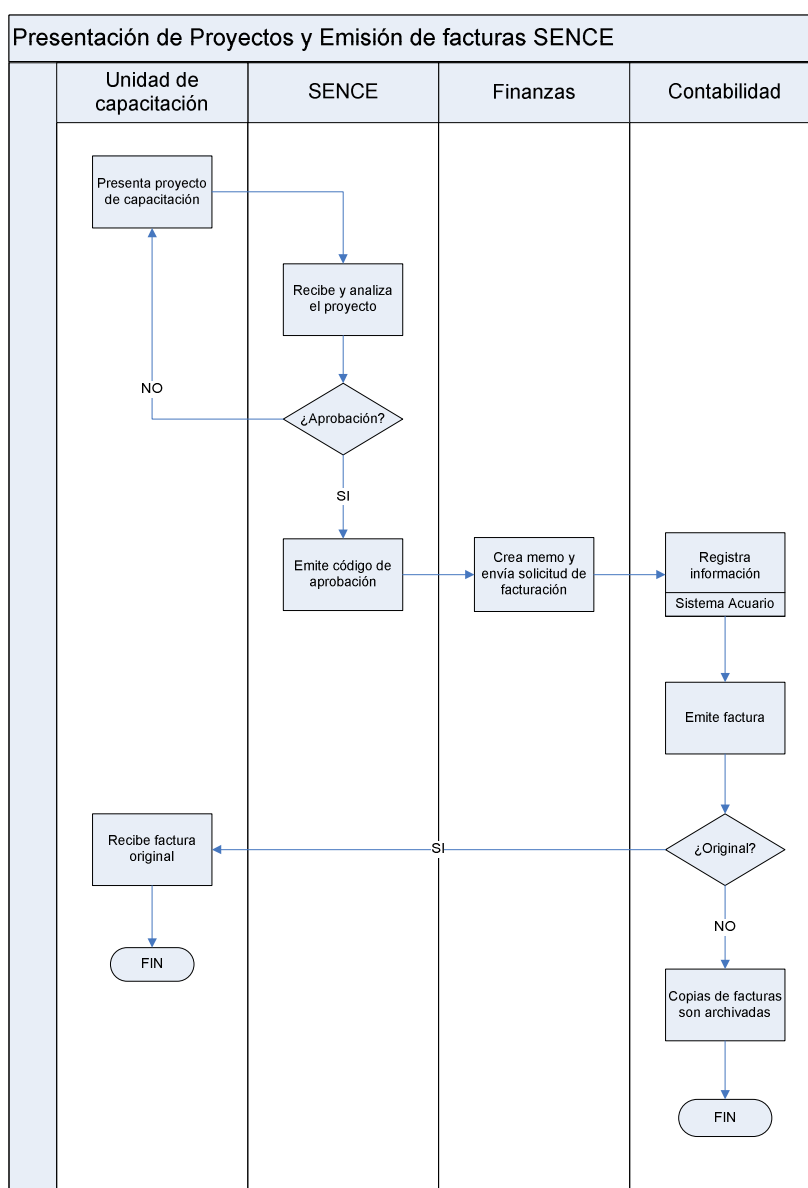 Presentación de Proyectos y Emisión de facturas SENCE
Unidad de
capacitación
SENCE
Finanzas
Contabilidad
Presenta proyecto
de capacitación
Recibe y analiza
el proyecto
NO
¿Aprobación?
SI
Emite código de
aprobación
Crea memo y
envía solicitud de
facturación
Registra
información
Sistema Acuario
Emite factura
Recibe factura
original
SI
¿Original?
NO
FIN
Copias de facturas
son archivadas
FIN